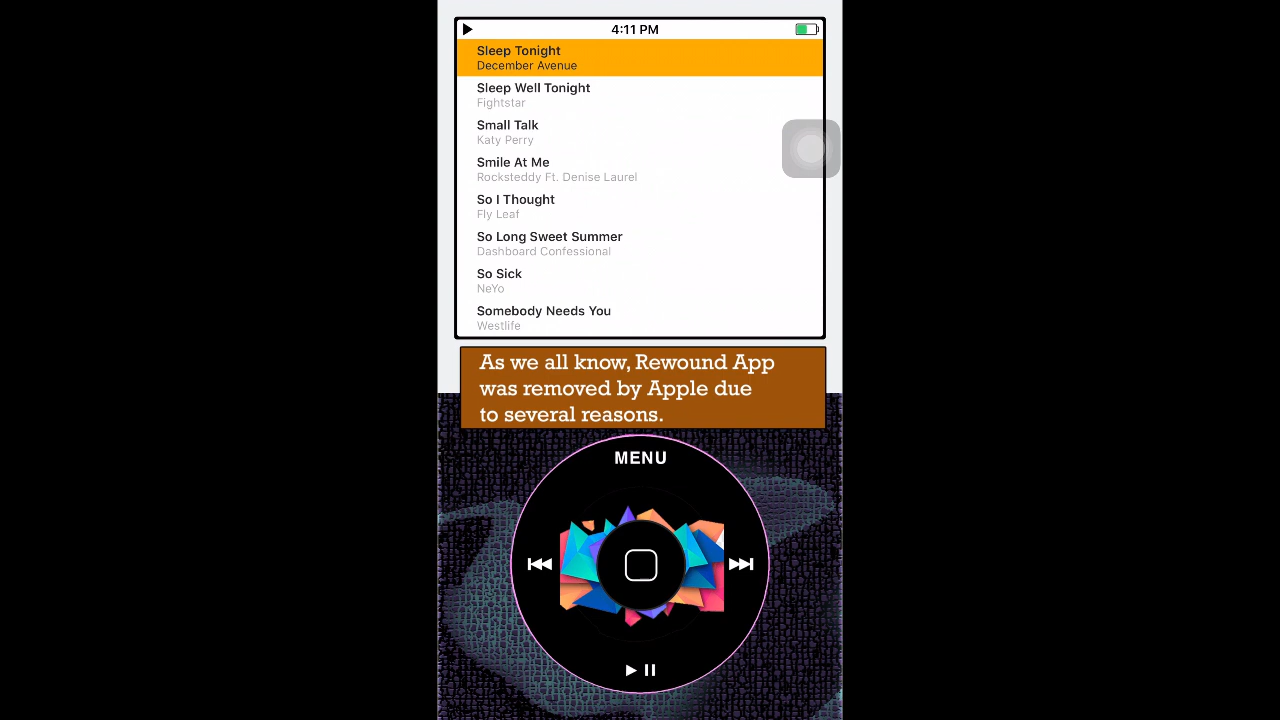 4:11 PM
Sleep Tonight
December Avenue
Sleep Well Tonight
Fightstar
Small Talk
Katy Perry
Smile At Me
Rocksteddy Ft. Denise Laurel
So I Thought
Fly Leaf
So Long Sweet Summer
Dashboard Confessional
So Sick
NeYo
Somebody Needs You
Westlife
As we all know, Rewound App
was removed by Apple due
to several reasons.
MENU